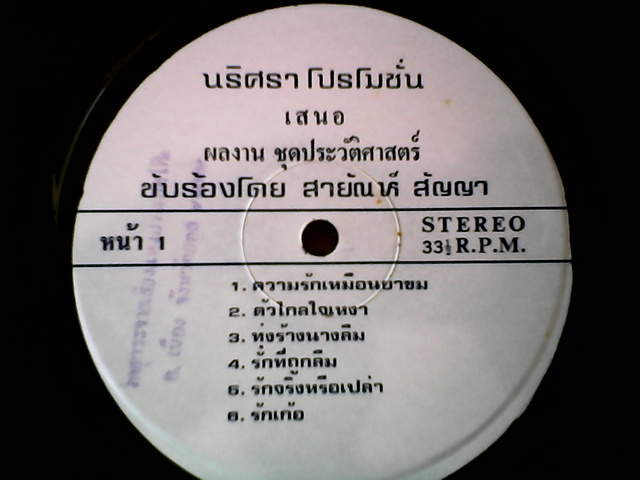 นริศรา โปรโมชั่น
เสนอ
ผลงาน ชุดประวัติศาสตร์
ขับร้องโดย สายัณห์ สัญญา
หน้า 1
STEREO
33⅓ R.P.M.
1. ความรักเหมือนยาขม
2. ตัวไกลใจเหงา
3. ทุ่งร้างนางลืม
4. รักที่ถูกลืม
5. รักจริงหรือเปล่า
6. รักเก้อ